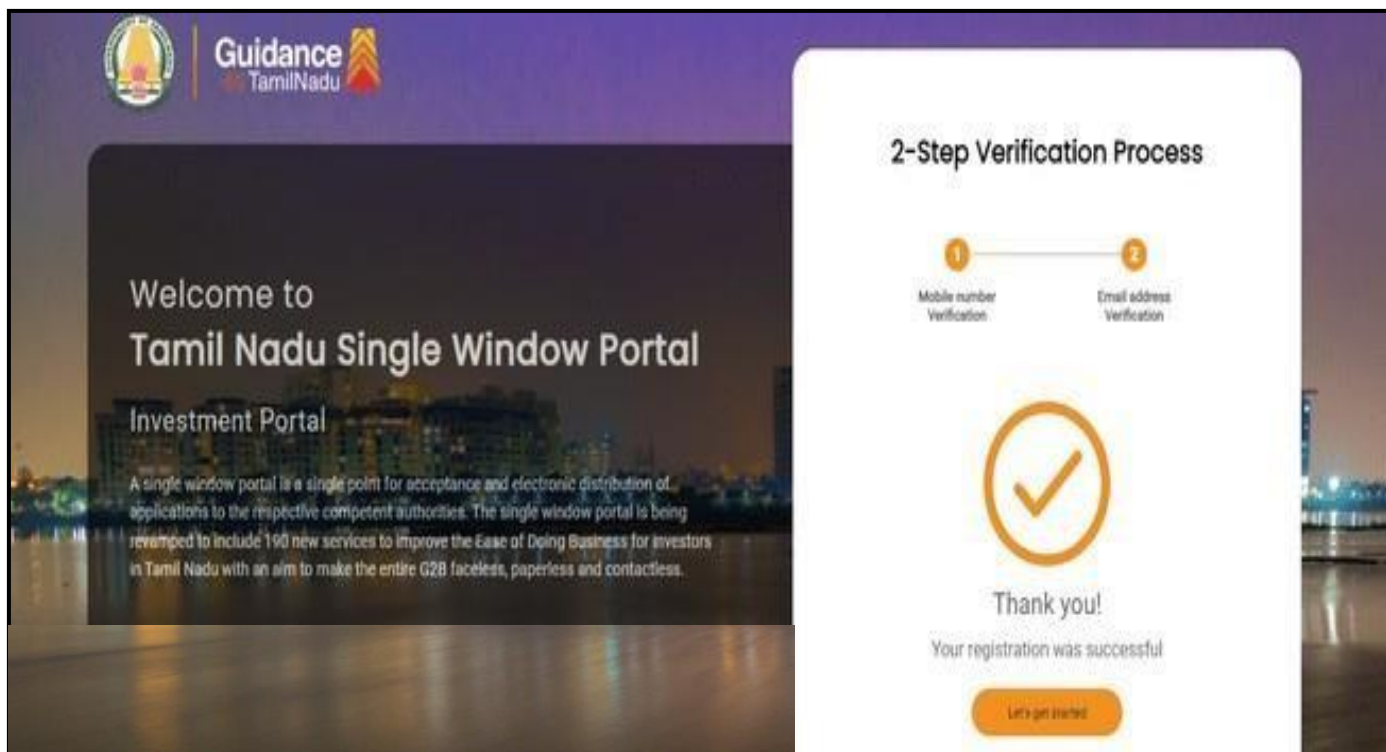 Guidance
TamilNadu
Welcome to
Tamil Nadu Single Window Portal
Investment Portal
A single window portal is a single point for acceptance and electronic distribution of
applications to the respective competent authorities. The single window portal is being
revamped to include 190 new services to improve the Ease of Doing Business for investors
in Tamil Nadu with an aim to make the entire G2B faceless, paperless and contactless.
2-Step Verification Process
1
2
Mobile number
Verification
Email address
Verification
Thank you!
Your registration was successful
Let's get started